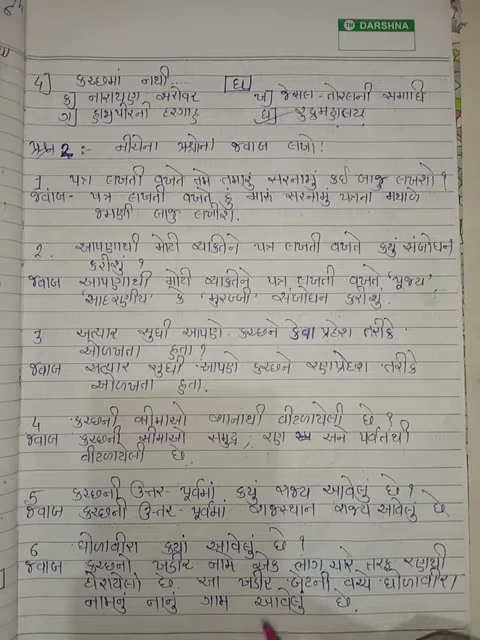 DARSHNA
૬] કચ્છમાં નથી..... [ઘ]
ક] નારાયણ સરોવર ખ] જેસલ-તોરલની સમાધિ
ગ] હાજીપીરની દરગાહ ઘ] રુદ્રમહાલય
પ્રશ્ન 2 :- નીચેના પ્રશ્નોના જવાબ લખો:
1 પત્ર લખતી વખતે તમે તમારું સરનામું કઈ બાજુ લખશો?
જવાબ- પત્ર લખતી વખતે હું મારું સરનામું પત્રના મથાળે
જમણી બાજુ લખીશ.
2. આપણાથી મોટી વ્યક્તિને પત્ર લખતી વખતે કયું સંબોધન
કરીશું?
જવાબ આપણાથી મોટી વ્યક્તિને પત્ર લખતી વખતે 'પૂજ્ય',
'આદરણીય' કે 'મુરબ્બી' સંબોધન કરીશું.
3 અત્યાર સુધી આપણે કચ્છને કેવા પ્રદેશ તરીકે
ઓળખતા હતા?
જવાબ અત્યાર સુધી આપણે કચ્છને રણપ્રદેશ તરીકે
ઓળખતા હતા.
4 કચ્છની સીમાઓ શાનાથી વીંટળાયેલી છે?
જવાબ કચ્છની સીમાઓ સમુદ્ર, રણ અને પર્વતથી
વીંટળાયેલી છે.
5 કચ્છની ઉત્તર-પૂર્વમાં કયું રાજ્ય આવેલું છે?
જવાબ કચ્છની ઉત્તર-પૂર્વમાં રાજસ્થાન રાજ્ય આવેલું છે
6 ધોળાવીરા ક્યાં આવેલું છે?
જવાબ કચ્છનો ખડીર નામે એક ભાગ ચારે તરફ રણથી
ઘેરાયેલો છે. આ ખડીર બેટની વચ્ચે ધોળાવીરા
નામનું નાનું ગામ આવેલું છે.